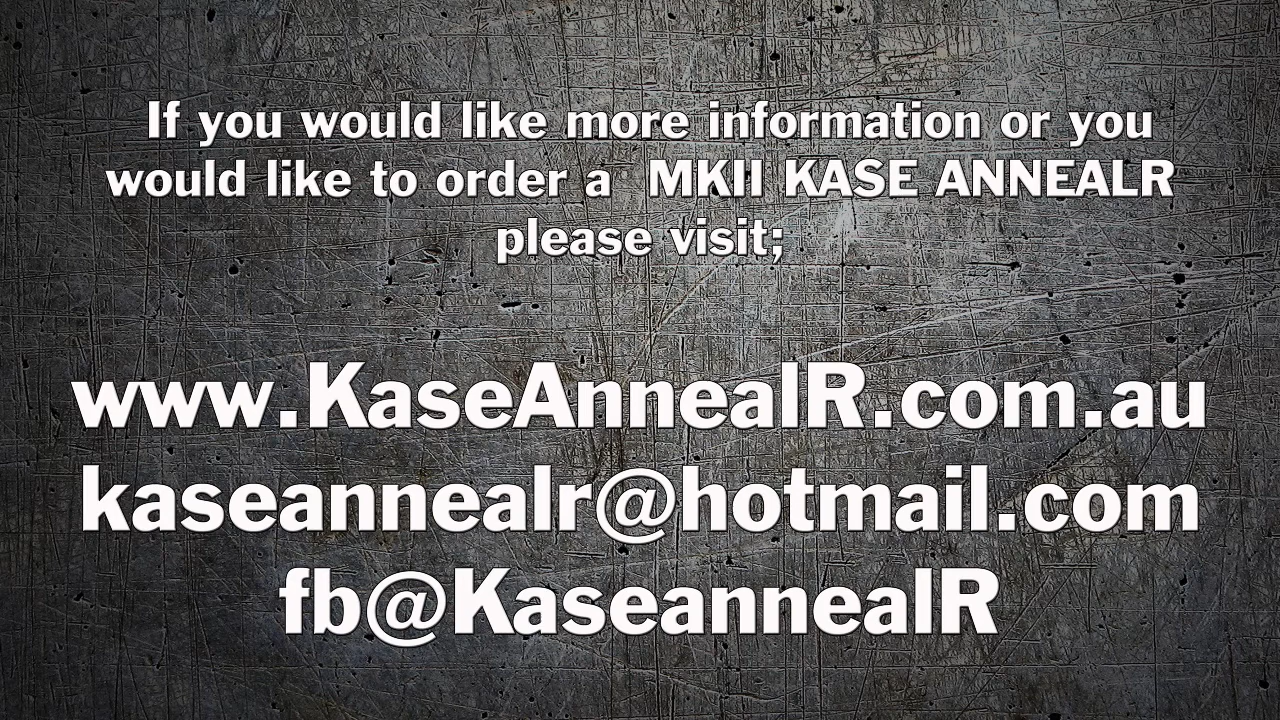 If you would like more information or you
would like to order a  MKII KASE ANNEALR
please visit;
www.KaseAnnealR.com.au
kaseannealr@hotmail.com
fb@KaseannealR